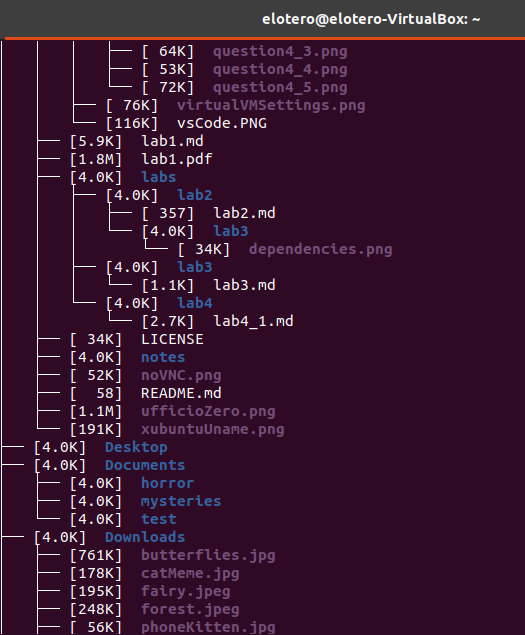 elotero@elotero-VirtualBox: ~
├── [ 64K]  question4_3.png
├── [ 53K]  question4_4.png
└── [ 72K]  question4_5.png
├── [ 76K]  virtualVMSettings.png
└── [116K]  vsCode.PNG
├── [5.9K]  lab1.md
├── [1.8M]  lab1.pdf
├── [4.0K]  labs
├── [4.0K]  lab2
├── [ 357]  lab2.md
└── [4.0K]  lab3
└── [ 34K]  dependencies.png
├── [4.0K]  lab3
└── [1.1K]  lab3.md
└── [4.0K]  lab4
└── [2.7K]  lab4_1.md
├── [ 34K]  LICENSE
├── [4.0K]  notes
├── [ 52K]  noVNC.png
├── [  58]  README.md
├── [1.1M]  ufficioZero.png
└── [191K]  xubuntuUname.png
├── [4.0K]  Desktop
├── [4.0K]  Documents
├── [4.0K]  horror
├── [4.0K]  mysteries
└── [4.0K]  test
├── [4.0K]  Downloads
├── [761K]  butterflies.jpg
├── [178K]  catMeme.jpg
├── [195K]  fairy.jpeg
├── [248K]  forest.jpeg
├── [ 56K]  phoneKitten.jpg